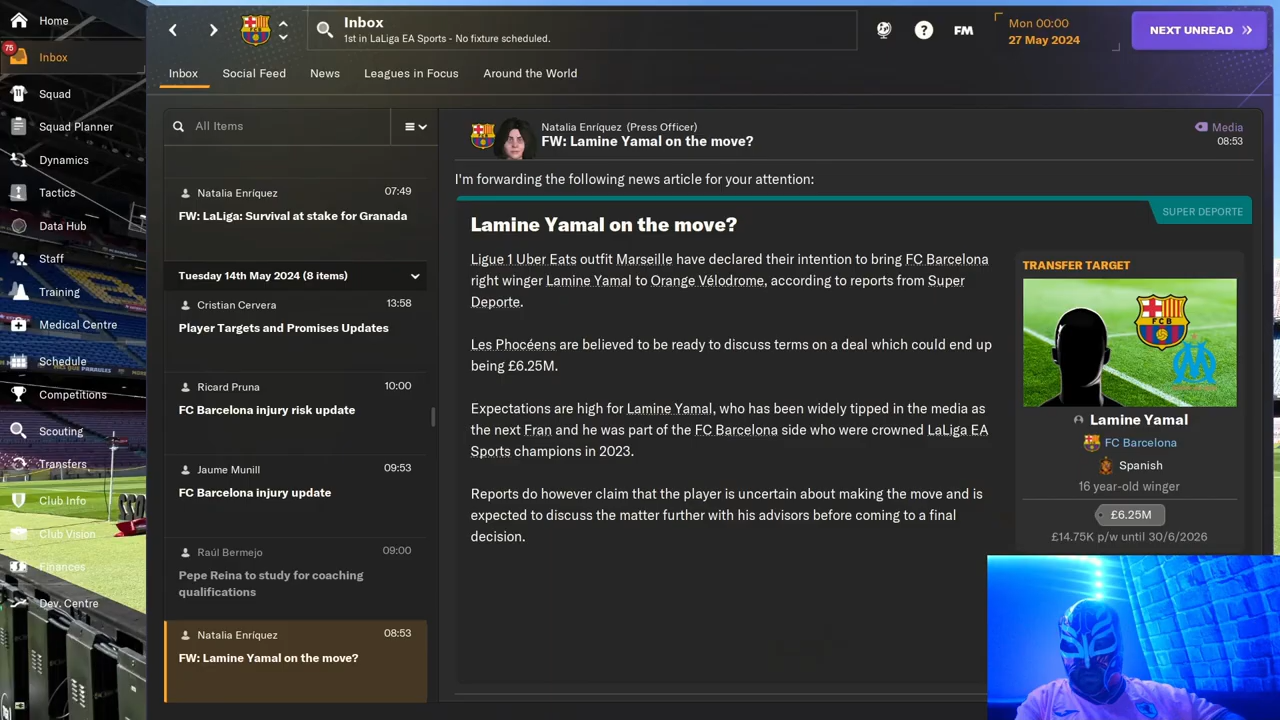 Home
75
Inbox
Squad
Squad Planner
Dynamics
Tactics
Data Hub
Staff
Training
Medical Centre
Schedule
Competitions
Scouting
Transfers
Club Info
Club Vision
Finances
Dev. Centre
Inbox
1st in LaLiga EA Sports - No fixture scheduled.
?
FM
Mon 00:00
27 May 2024
NEXT UNREAD
Inbox
Social Feed
News
Leagues in Focus
Around the World
All Items
Natalia Enríquez
07:49
FW: LaLiga: Survival at stake for Granada
Tuesday 14th May 2024 (8 items)
Cristian Cervera
13:58
Player Targets and Promises Updates
Ricard Pruna
10:00
FC Barcelona injury risk update
Jaume Munill
09:53
FC Barcelona injury update
Raúl Bermejo
09:00
Pepe Reina to study for coaching
qualifications
Natalia Enríquez
08:53
FW: Lamine Yamal on the move?
Natalia Enríquez (Press Officer)
FW: Lamine Yamal on the move?
Media
08:53
I'm forwarding the following news article for your attention:
Lamine Yamal on the move?
SUPER DEPORTE
Ligue 1 Uber Eats outfit Marseille have declared their intention to bring FC Barcelona
right winger Lamine Yamal to Orange Vélodrome, according to reports from Super
Deporte.
Les Phocéens are believed to be ready to discuss terms on a deal which could end up
being £6.25M.
Expectations are high for Lamine Yamal, who has been widely tipped in the media as
the next Fran and he was part of the FC Barcelona side who were crowned LaLiga EA
Sports champions in 2023.
Reports do however claim that the player is uncertain about making the move and is
expected to discuss the matter further with his advisors before coming to a final
decision.
TRANSFER TARGET
Lamine Yamal
FC Barcelona
Spanish
16 year-old winger
£6.25M
£14.75K p/w until 30/6/2026